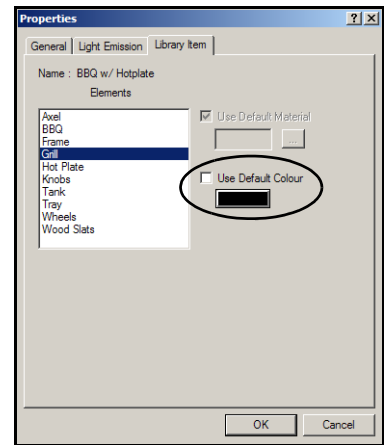 Properties
? X
General Light Emission Library Item
Name : BBQ w/ Hotplate
Elements
Axel
BBQ
Frame
Grill
Hot Plate
Knobs
Tank
Tray
Wheels
Wood Slats
Use Default Material
...
Use Default Colour
OK Cancel